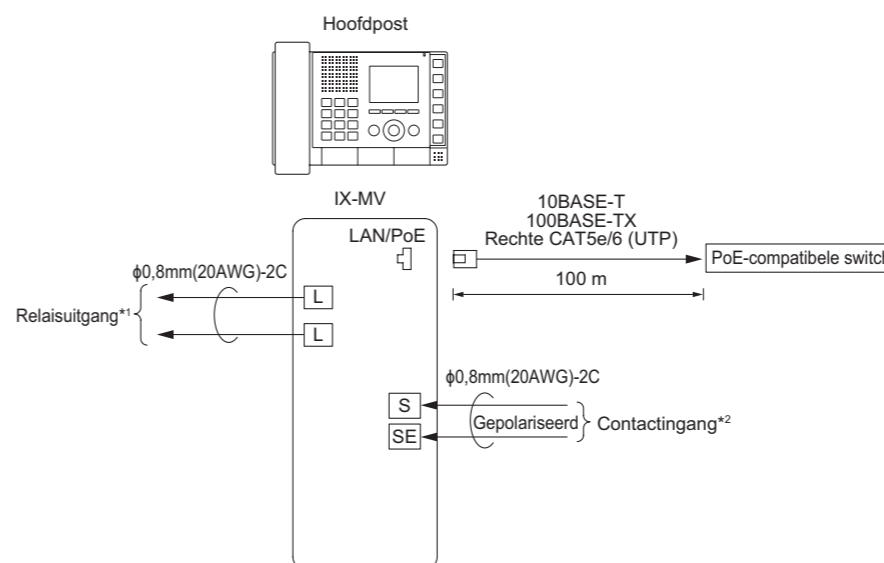 Hoofdpost
IX-MV
LAN/PoE
10BASE-T
100BASE-TX
Rechte CAT5e/6 (UTP)
PoE-compatibele switch
100 m
ϕ0,8mm(20AWG)-2C
L
Relaisuitgang*1
L
ϕ0,8mm(20AWG)-2C
S
Gepolariseerd
Contactingang*2
SE